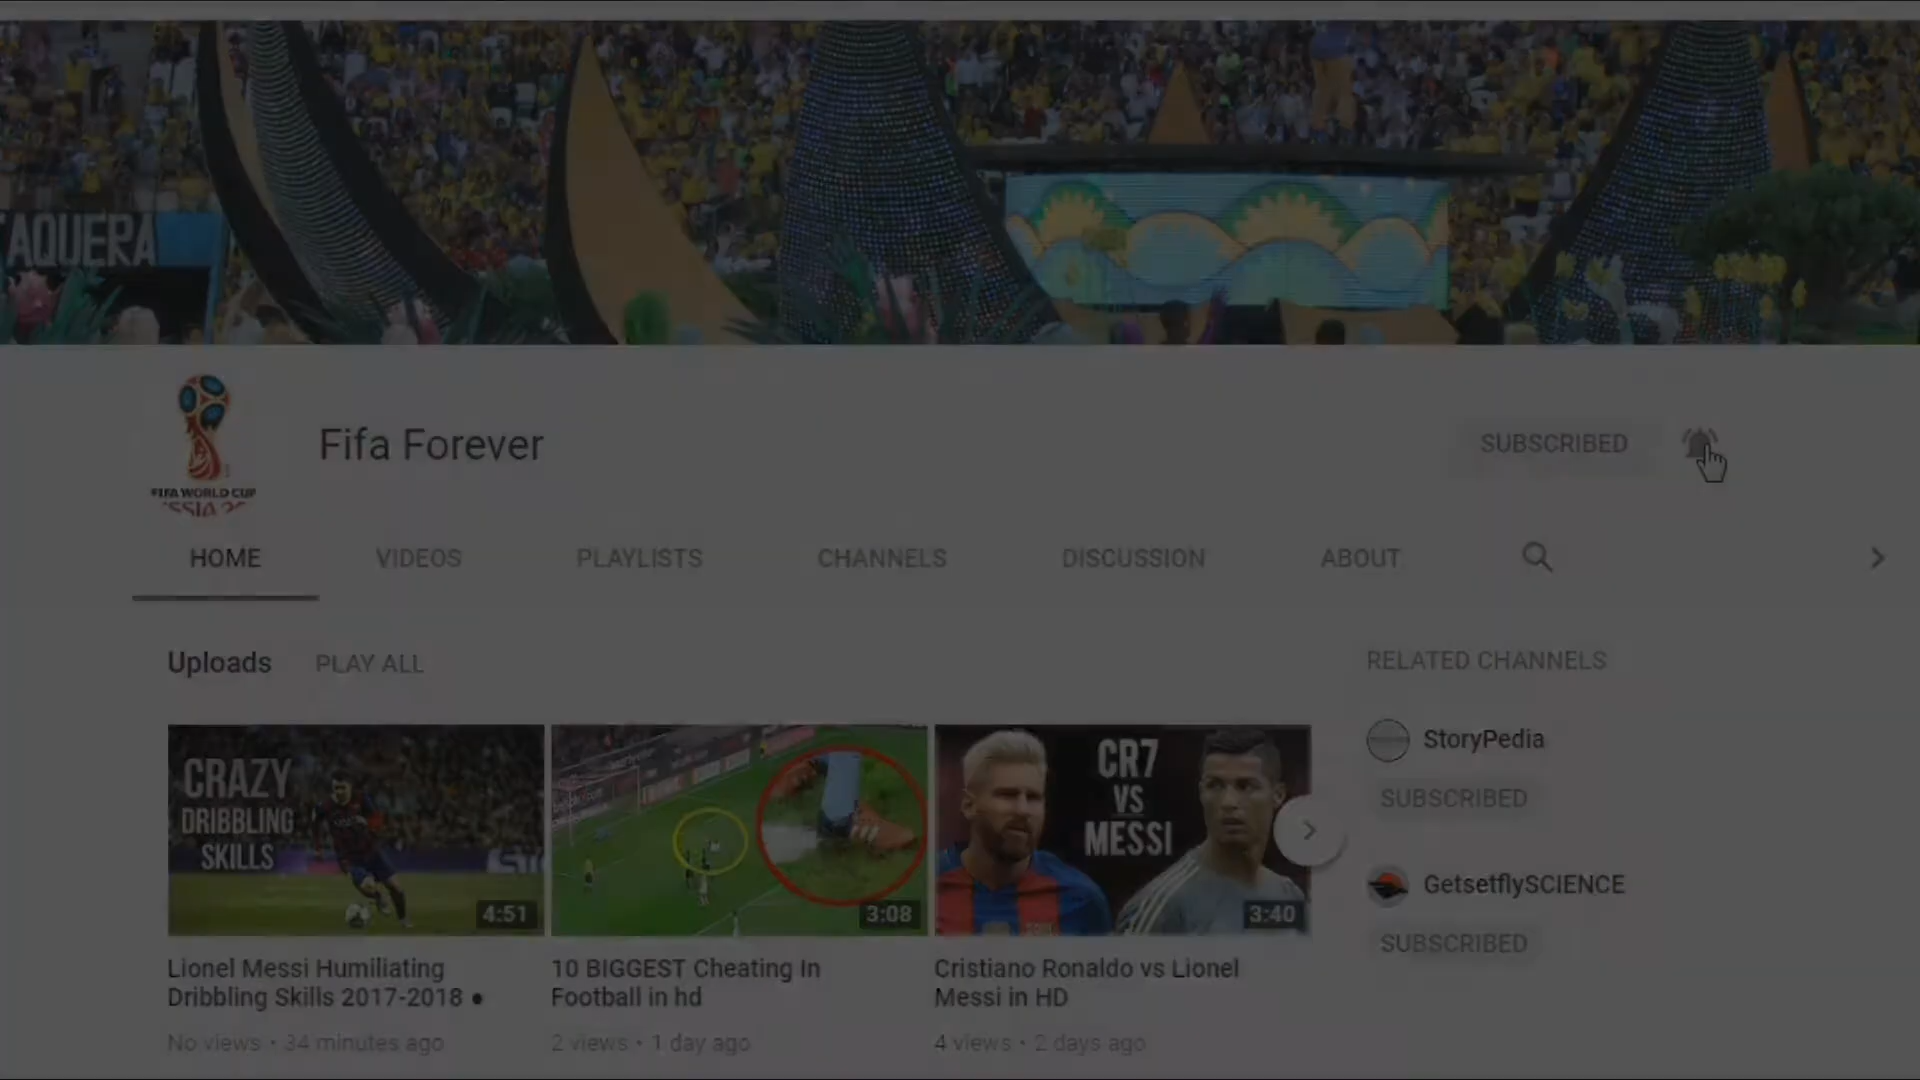 AQUERA
FIFA WORLD CUP
Fifa Forever
SUBSCRIBED
HOME
VIDEOS
PLAYLISTS
CHANNELS
DISCUSSION
ABOUT
Uploads
PLAY ALL
RELATED CHANNELS
CRAZY
DRIBBLING
SKILLS
4:51
3:08
CR7
VS
MESSI
3:40
Lionel Messi Humiliating
Dribbling Skills 2017-2018 ●
No views • 34 minutes ago
10 BIGGEST Cheating In
Football in hd
2 views • 1 day ago
Cristiano Ronaldo vs Lionel
Messi in HD
4 views • 2 days ago
StoryPedia
SUBSCRIBED
GetsetflySCIENCE
SUBSCRIBED